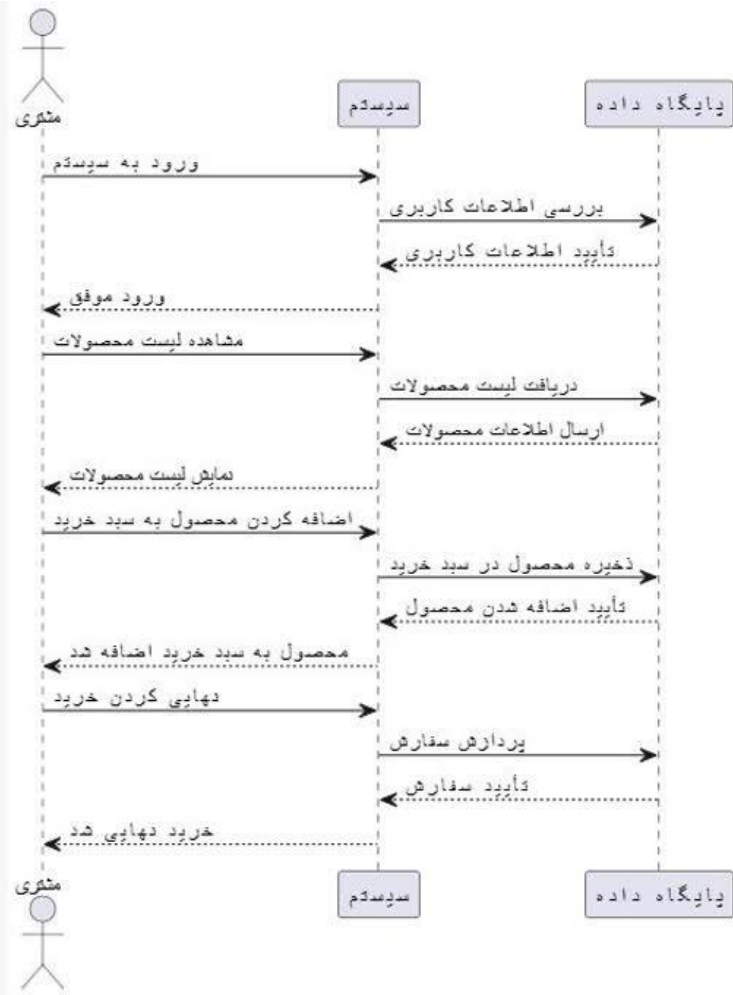 مشتری
سیستم
پایگاه داده
ورود به سیستم
بررسی اطلاعات کاربری
تأیید اطلاعات کاربری
ورود موفق
مشاهده لیست محصولات
دریافت لیست محصولات
ارسال اطلاعات محصولات
نمایش لیست محصولات
اضافه کردن محصول به سبد خرید
ذخیره محصول در سبد خرید
تأیید اضافه شدن محصول
محصول به سبد خرید اضافه شد
نهایی کردن خرید
پردازش سفارش
تأیید سفارش
خرید نهایی شد
مشتری
سیستم
پایگاه داده